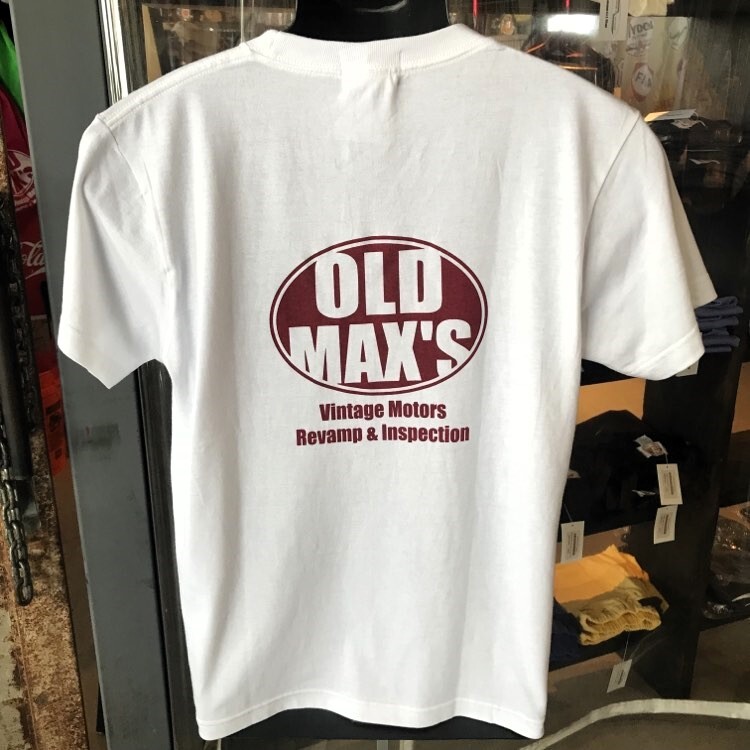 OLD
MAX'S
Vintage Motors
Revamp & Inspection